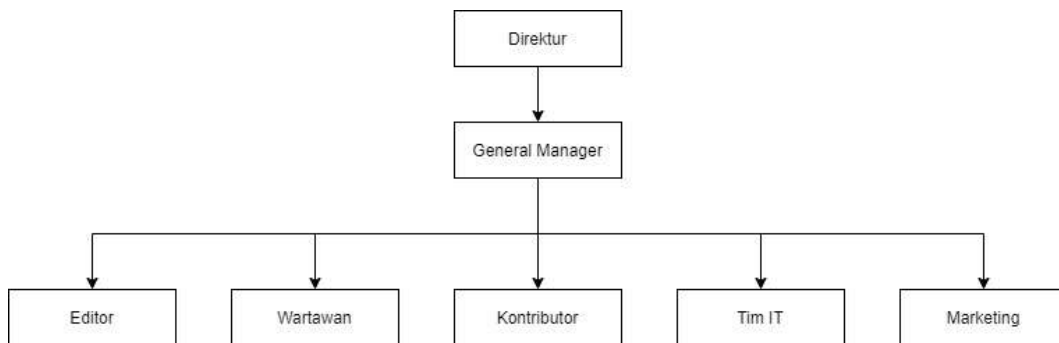 Direktur
General Manager
Editor
Wartawan
Kontributor
Tim IT
Marketing